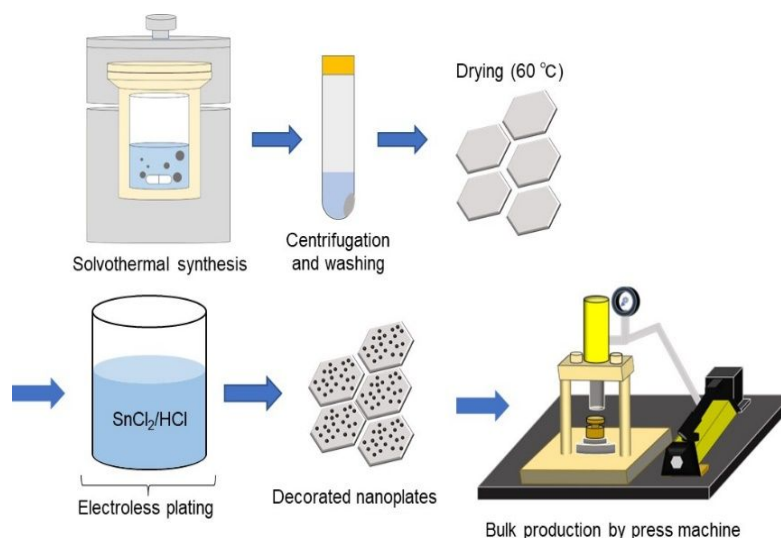 Drying (60 ℃)
Solvothermal synthesis
Centrifugation
and washing
SnCl₂/HCl
Electroless plating
Decorated nanoplates
Bulk production by press machine